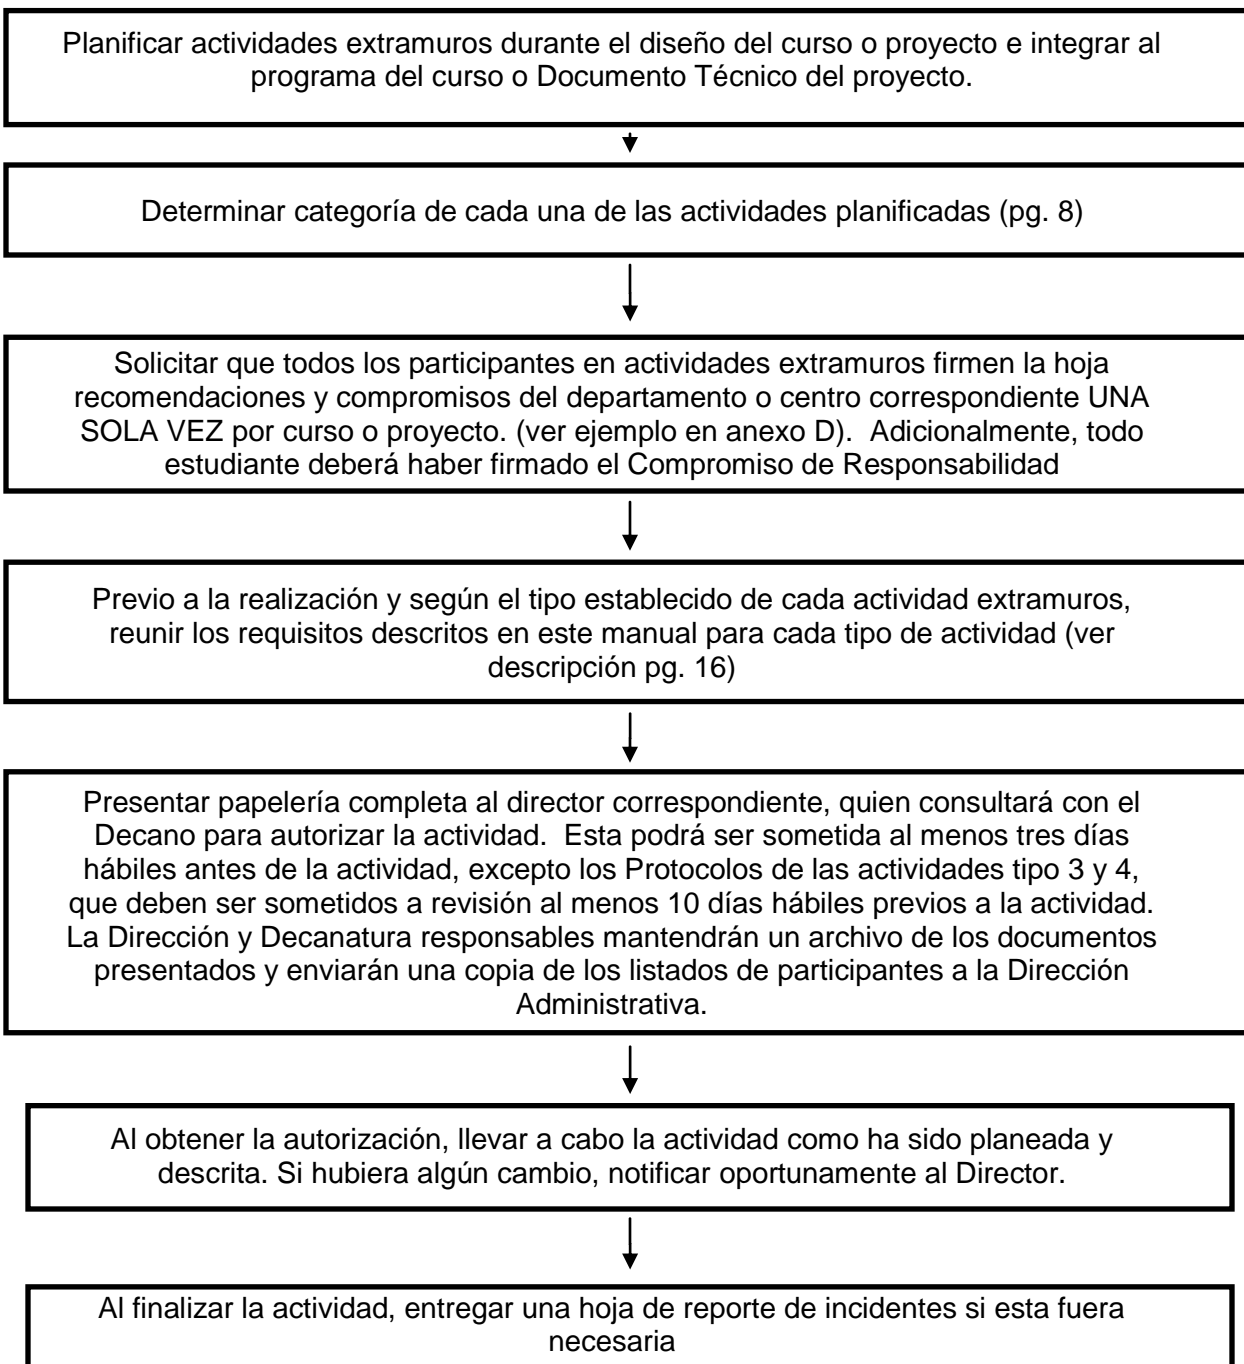 Planificar actividades extramuros durante el diseño del curso o proyecto e integrar al
programa del curso o Documento Técnico del proyecto.
Determinar categoría de cada una de las actividades planificadas (pg. 8)
Solicitar que todos los participantes en actividades extramuros firmen la hoja
recomendaciones y compromisos del departamento o centro correspondiente UNA
SOLA VEZ por curso o proyecto. (ver ejemplo en anexo D). Adicionalmente, todo
estudiante deberá haber firmado el Compromiso de Responsabilidad
Previo a la realización y según el tipo establecido de cada actividad extramuros,
reunir los requisitos descritos en este manual para cada tipo de actividad (ver
descripción pg. 16)
Presentar papelería completa al director correspondiente, quien consultará con el
Decano para autorizar la actividad. Esta podrá ser sometida al menos tres días
hábiles antes de la actividad, excepto los Protocolos de las actividades tipo 3 y 4,
que deben ser sometidos a revisión al menos 10 días hábiles previos a la actividad.
La Dirección y Decanatura responsables mantendrán un archivo de los documentos
presentados y enviarán una copia de los listados de participantes a la Dirección
Administrativa.
Al obtener la autorización, llevar a cabo la actividad como ha sido planeada y
descrita. Si hubiera algún cambio, notificar oportunamente al Director.
Al finalizar la actividad, entregar una hoja de reporte de incidentes si esta fuera
necesaria